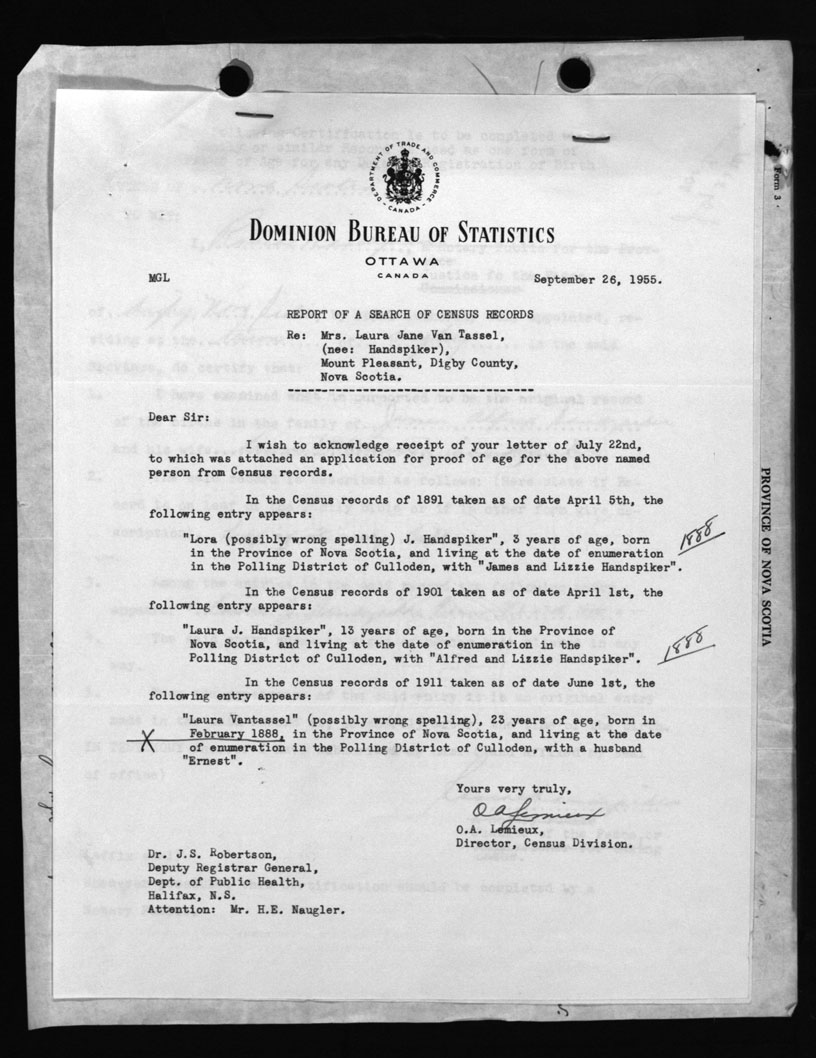 DEPARTMENT OF TRADE AND COMMERCE
- CANADA -
DOMINION BUREAU OF STATISTICS
OTTAWA
CANADA
MGL September 26, 1955.
REPORT OF A SEARCH OF CENSUS RECORDS
Re: Mrs. Laura Jane Van Tassel,
(nee: Handspiker),
Mount Pleasant, Digby County,
Nova Scotia.
Dear Sir:
I wish to acknowledge receipt of your letter of July 22nd,
to which was attached an application for proof of age for the above named
person from Census records.
In the Census records of 1891 taken as of date April 5th, the
following entry appears:
"Lora (possibly wrong spelling) J. Handspiker", 3 years of age, born
in the Province of Nova Scotia, and living at the date of enumeration
in the Polling District of Culloden, with "James and Lizzie Handspiker".
1888
In the Census records of 1901 taken as of date April 1st, the
following entry appears:
"Laura J. Handspiker", 13 years of age, born in the Province of
Nova Scotia, and living at the date of enumeration in the
Polling District of Culloden, with "Alfred and Lizzie Handspiker".
1888
In the Census records of 1911 taken as of date June 1st, the
following entry appears:
"Laura Vantassel" (possibly wrong spelling), 23 years of age, born in
February 1888, in the Province of Nova Scotia, and living at the date
X of enumeration in the Polling District of Culloden, with a husband
"Ernest".
Yours very truly,
O A Lemieux
O.A. Lemieux,
Director, Census Division.
Dr. J.S. Robertson,
Deputy Registrar General,
Dept. of Public Health,
Halifax, N.S.
Attention: Mr. H.E. Naugler.
Form 3
PROVINCE OF NOVA SCOTIA